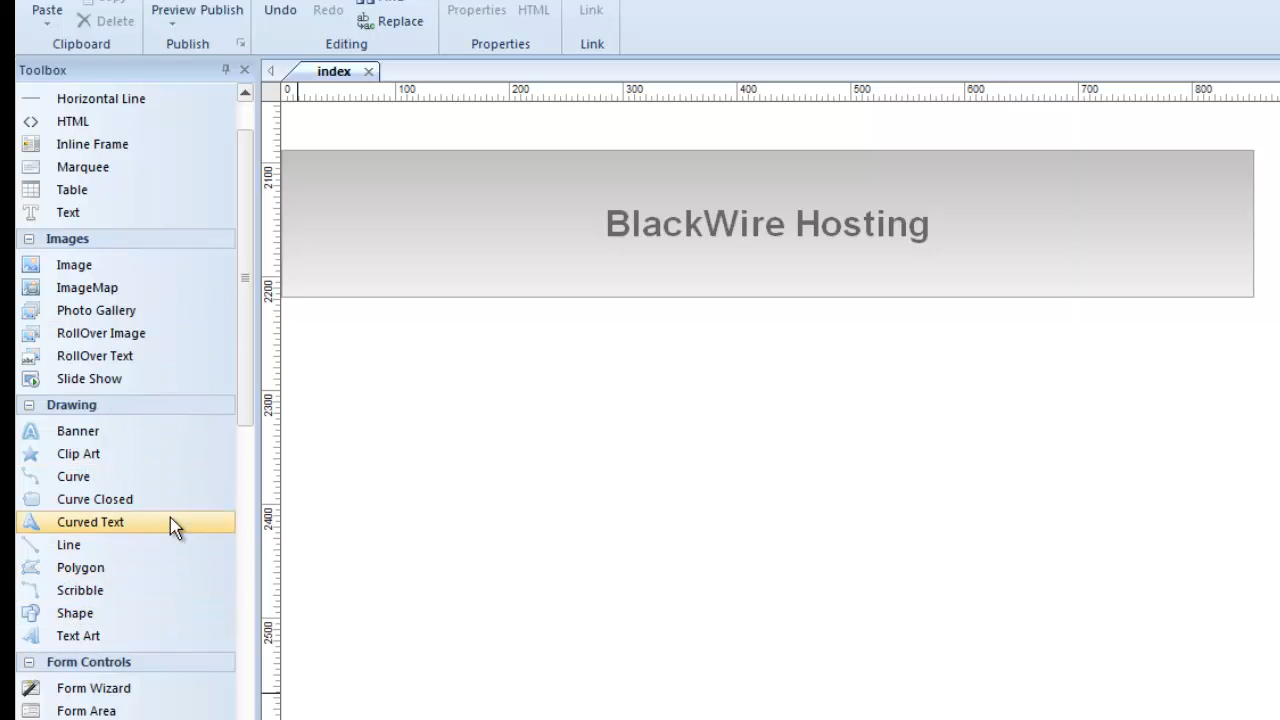 Paste
Copy
Delete
Clipboard
Preview Publish
Publish
Undo Redo
Replace
Editing
Properties HTML
Properties
Link
Link
Toolbox
index
Horizontal Line
HTML
Inline Frame
Marquee
Table
Text
Images
Image
ImageMap
Photo Gallery
RollOver Image
RollOver Text
Slide Show
Drawing
Banner
Clip Art
Curve
Curve Closed
Curved Text
Line
Polygon
Scribble
Shape
Text Art
Form Controls
Form Wizard
Form Area
0 100 200 300 400 500 600 700 800
2100
2200
2300
2400
2500
BlackWire Hosting